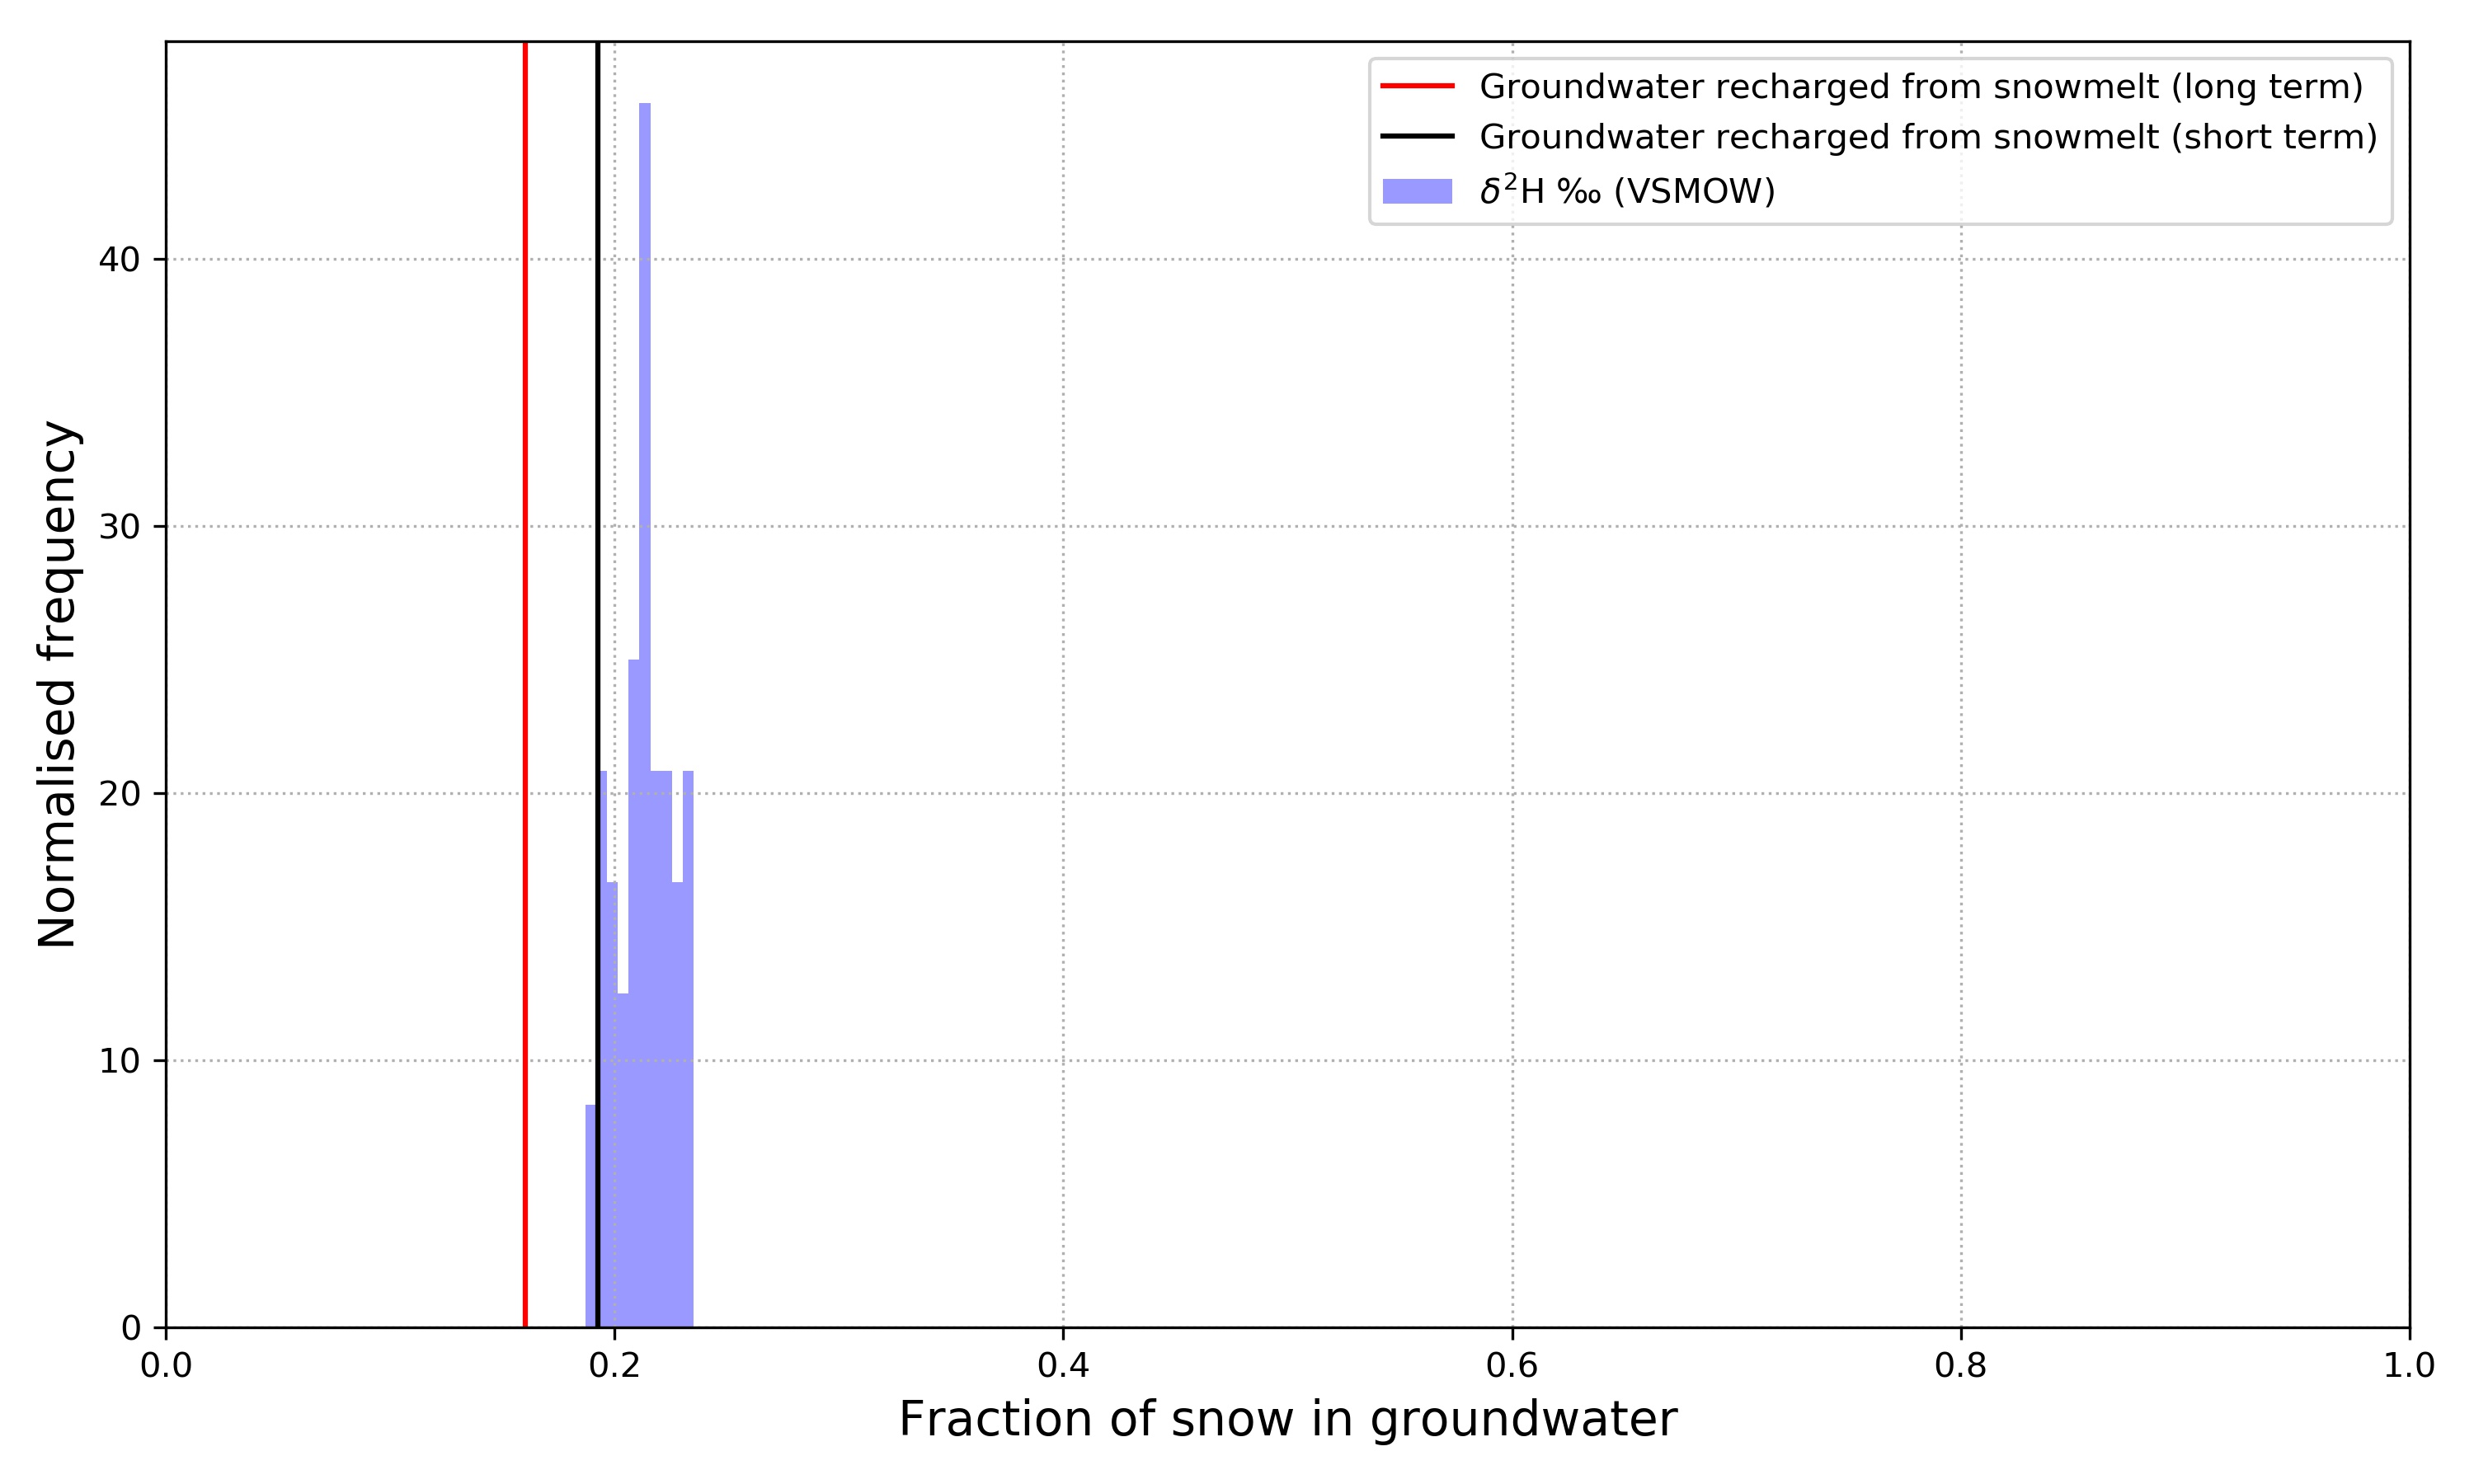 Groundwater recharged from snowmelt (long term)
Groundwater recharged from snowmelt (short term)
δ²H ‰ (VSMOW)
Normalised frequency
40
30
20
10
0
0.0 0.2 0.4 0.6 0.8 1.0
Fraction of snow in groundwater